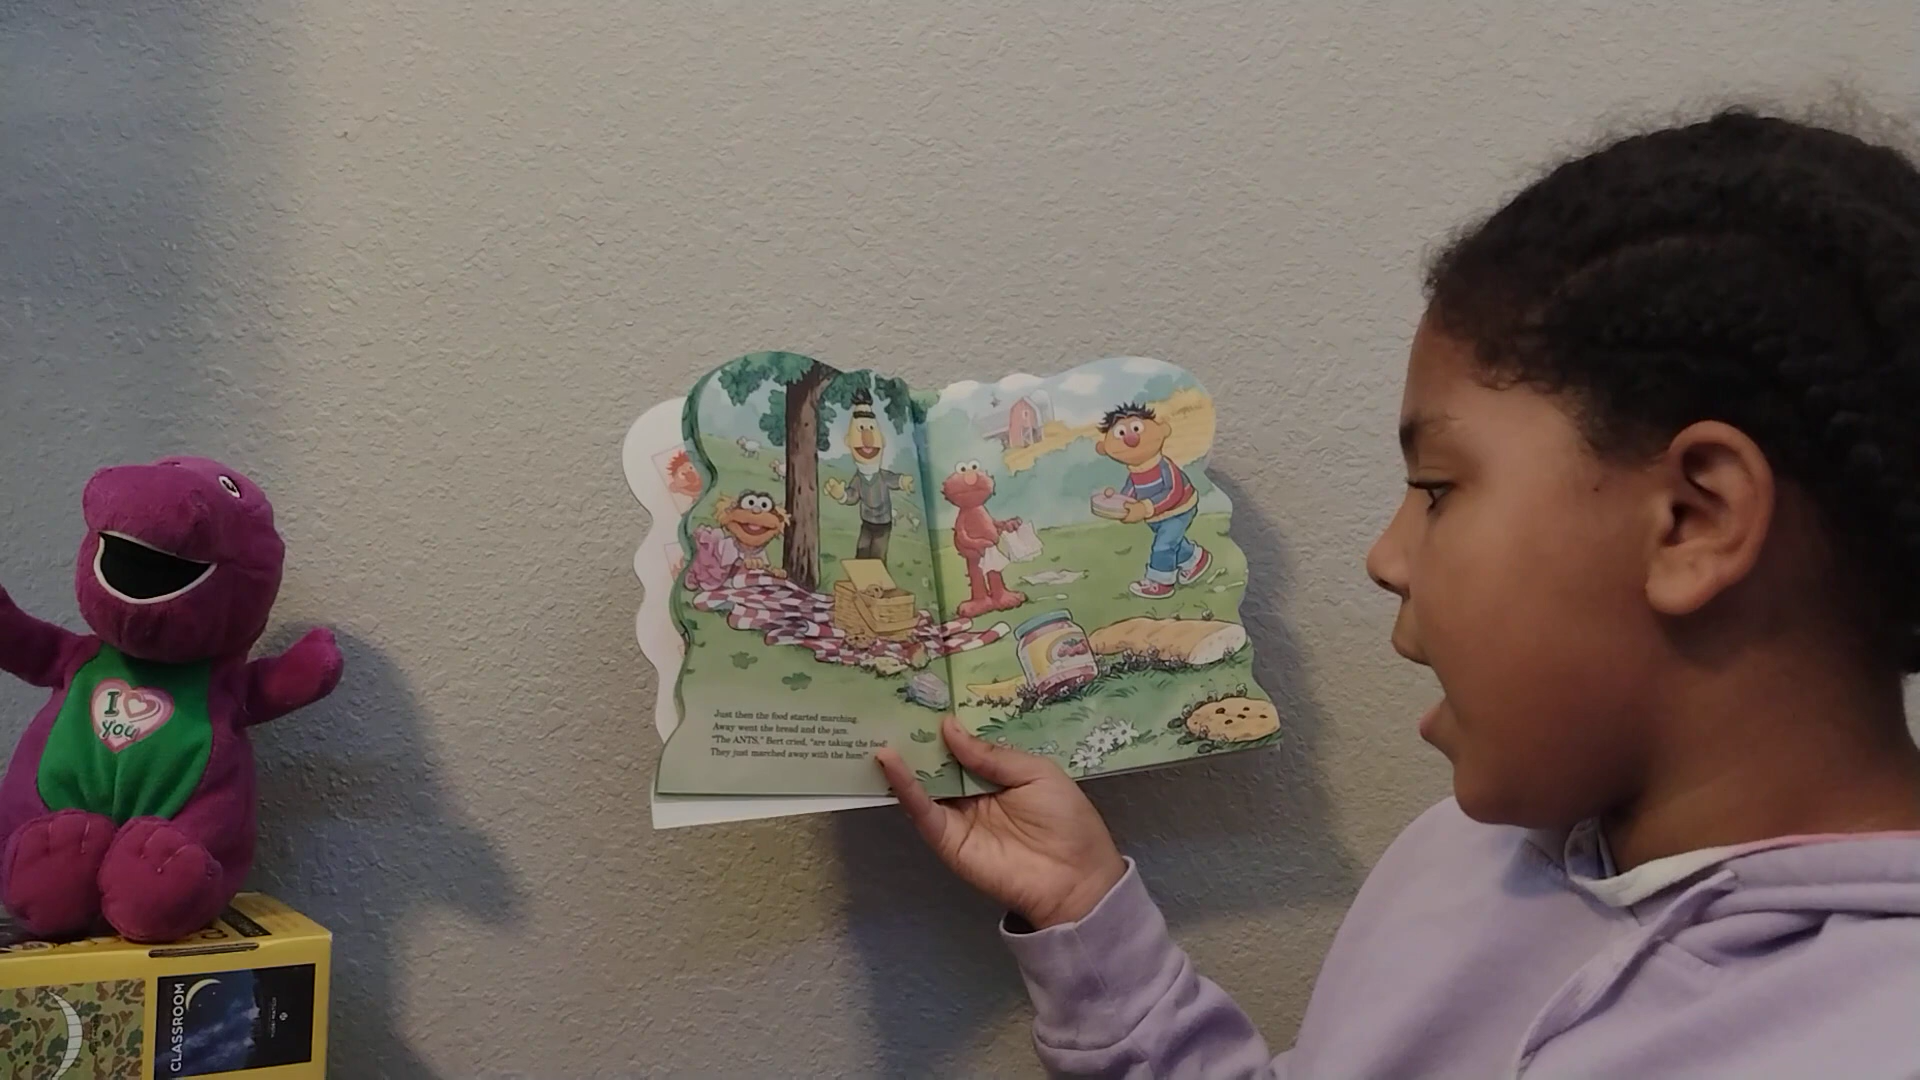 I
you
CLASSROOM
Just then the food started marching.
Away went the bread and the jam.
"The ANTS," Bert cried, "are taking the food!
They just marched away with the ham!"